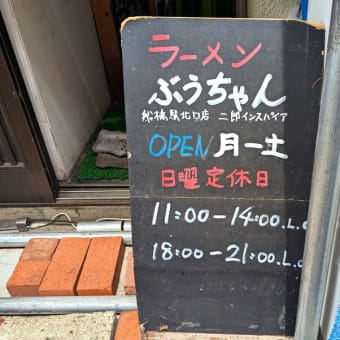 ラーメン
ぶうちゃん
船橋駅北口店 二郎インスパイア
OPEN 月ー土
日曜定休日
11:00-14:00.L.
18:00-21:00.L.